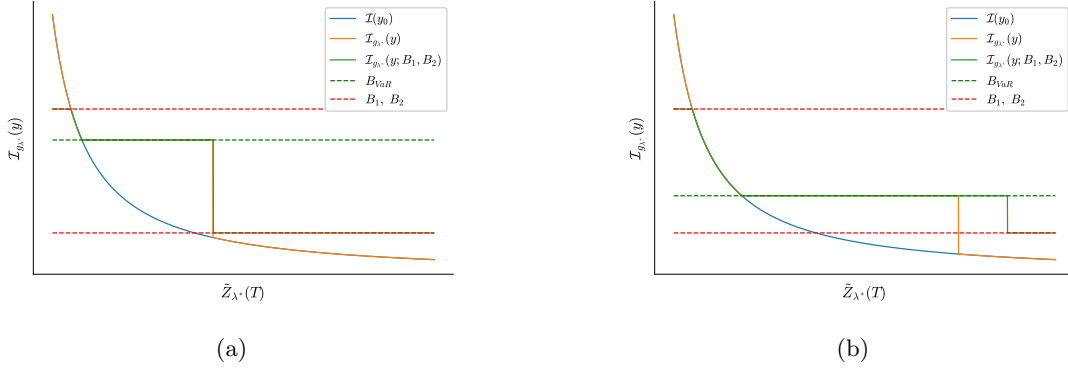 𝓘(y₀)
𝓘_{g_{λ*}}(y)
𝓘_{g_{λ*}}(y; B₁, B₂)
B_{VaR}
B₁, B₂
𝓘_{g_{λ*}}(y)
Z̃_{λ*}(T)
(a)
𝓘(y₀)
𝓘_{g_{λ*}}(y)
𝓘_{g_{λ*}}(y; B₁, B₂)
B_{VaR}
B₁, B₂
𝓘_{g_{λ*}}(y)
Z̃_{λ*}(T)
(b)